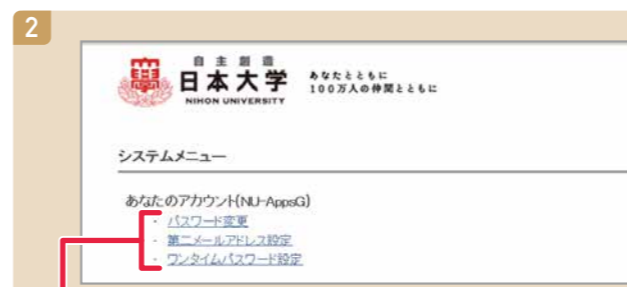 2
自主創造
日本大学
NIHON UNIVERSITY
あなたとともに
100万人の仲間とともに
システムメニュー
あなたのアカウント(NU-AppsG)
・ パスワード変更
・ 第二メールアドレス設定
・ ワンタイムパスワード設定